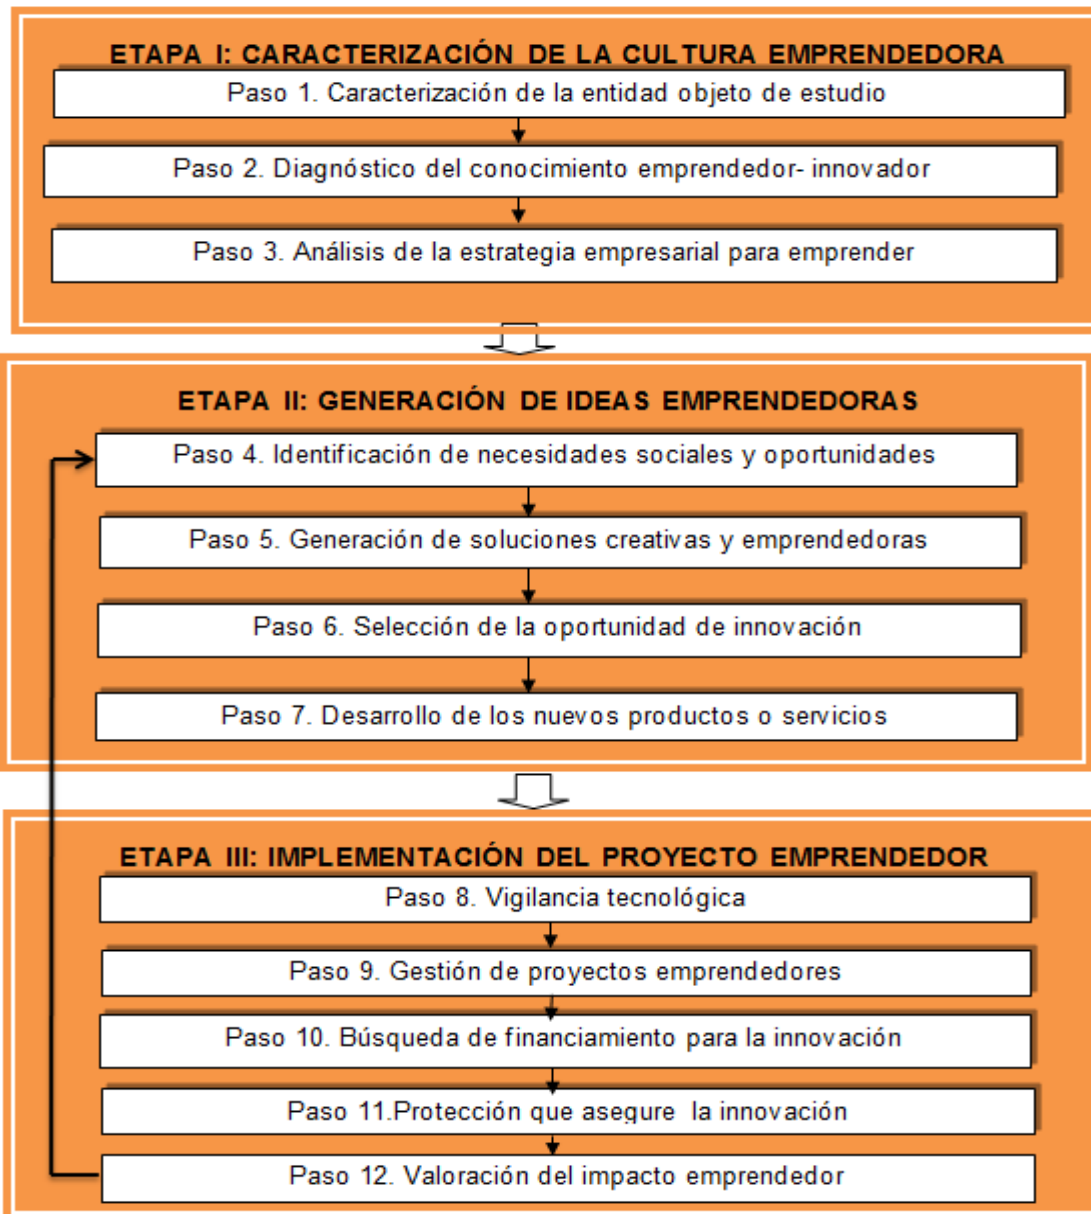 ETAPA I: CARACTERIZACIÓN DE LA CULTURA EMPRENDEDORA
Paso 1. Caracterización de la entidad objeto de estudio
Paso 2. Diagnóstico del conocimiento emprendedor- innovador
Paso 3. Análisis de la estrategia empresarial para emprender
ETAPA II: GENERACIÓN DE IDEAS EMPRENDEDORAS
Paso 4. Identificación de necesidades sociales y oportunidades
Paso 5. Generación de soluciones creativas y emprendedoras
Paso 6. Selección de la oportunidad de innovación
Paso 7. Desarrollo de los nuevos productos o servicios
ETAPA III: IMPLEMENTACIÓN DEL PROYECTO EMPRENDEDOR
Paso 8. Vigilancia tecnológica
Paso 9. Gestión de proyectos emprendedores
Paso 10. Búsqueda de financiamiento para la innovación
Paso 11.Protección que asegure la innovación
Paso 12. Valoración del impacto emprendedor